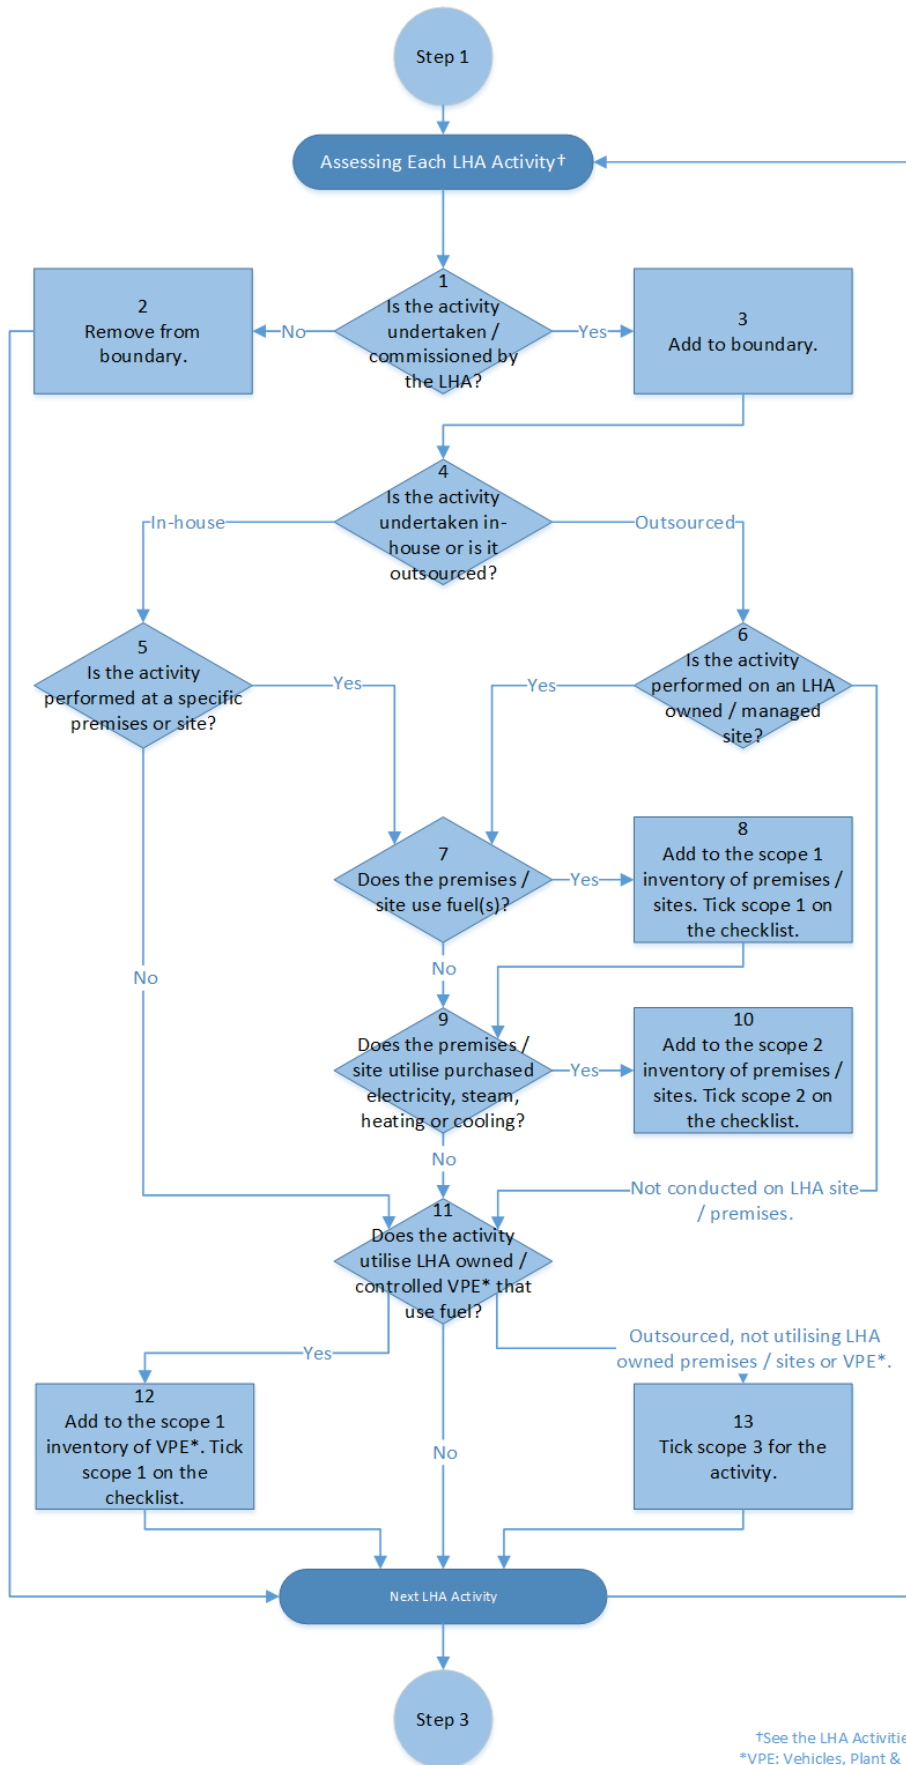 Step 1
Assessing Each LHA Activity†
1
Is the activity
undertaken /
commissioned by
the LHA?
No
Yes
2
Remove from
boundary.
3
Add to boundary.
4
Is the activity
undertaken in-
house or is it
outsourced?
In-house
Outsourced
5
Is the activity
performed at a specific
premises or site?
Yes
6
Is the activity
performed on an LHA
owned / managed
site?
Yes
7
Does the premises /
site use fuel(s)?
Yes
8
Add to the scope 1
inventory of premises /
sites. Tick scope 1 on
the checklist.
No
No
9
Does the premises /
site utilise purchased
electricity, steam,
heating or cooling?
Yes
10
Add to the scope 2
inventory of premises /
sites. Tick scope 2 on
the checklist.
No
Not conducted on LHA site
/ premises.
11
Does the activity
utilise LHA owned /
controlled VPE* that
use fuel?
Yes
Outsourced, not utilising LHA
owned premises / sites or VPE*.
12
Add to the scope 1
inventory of VPE*. Tick
scope 1 on the
checklist.
No
13
Tick scope 3 for the
activity.
Next LHA Activity
Step 3
†See the LHA Activitie
*VPE: Vehicles, Plant &